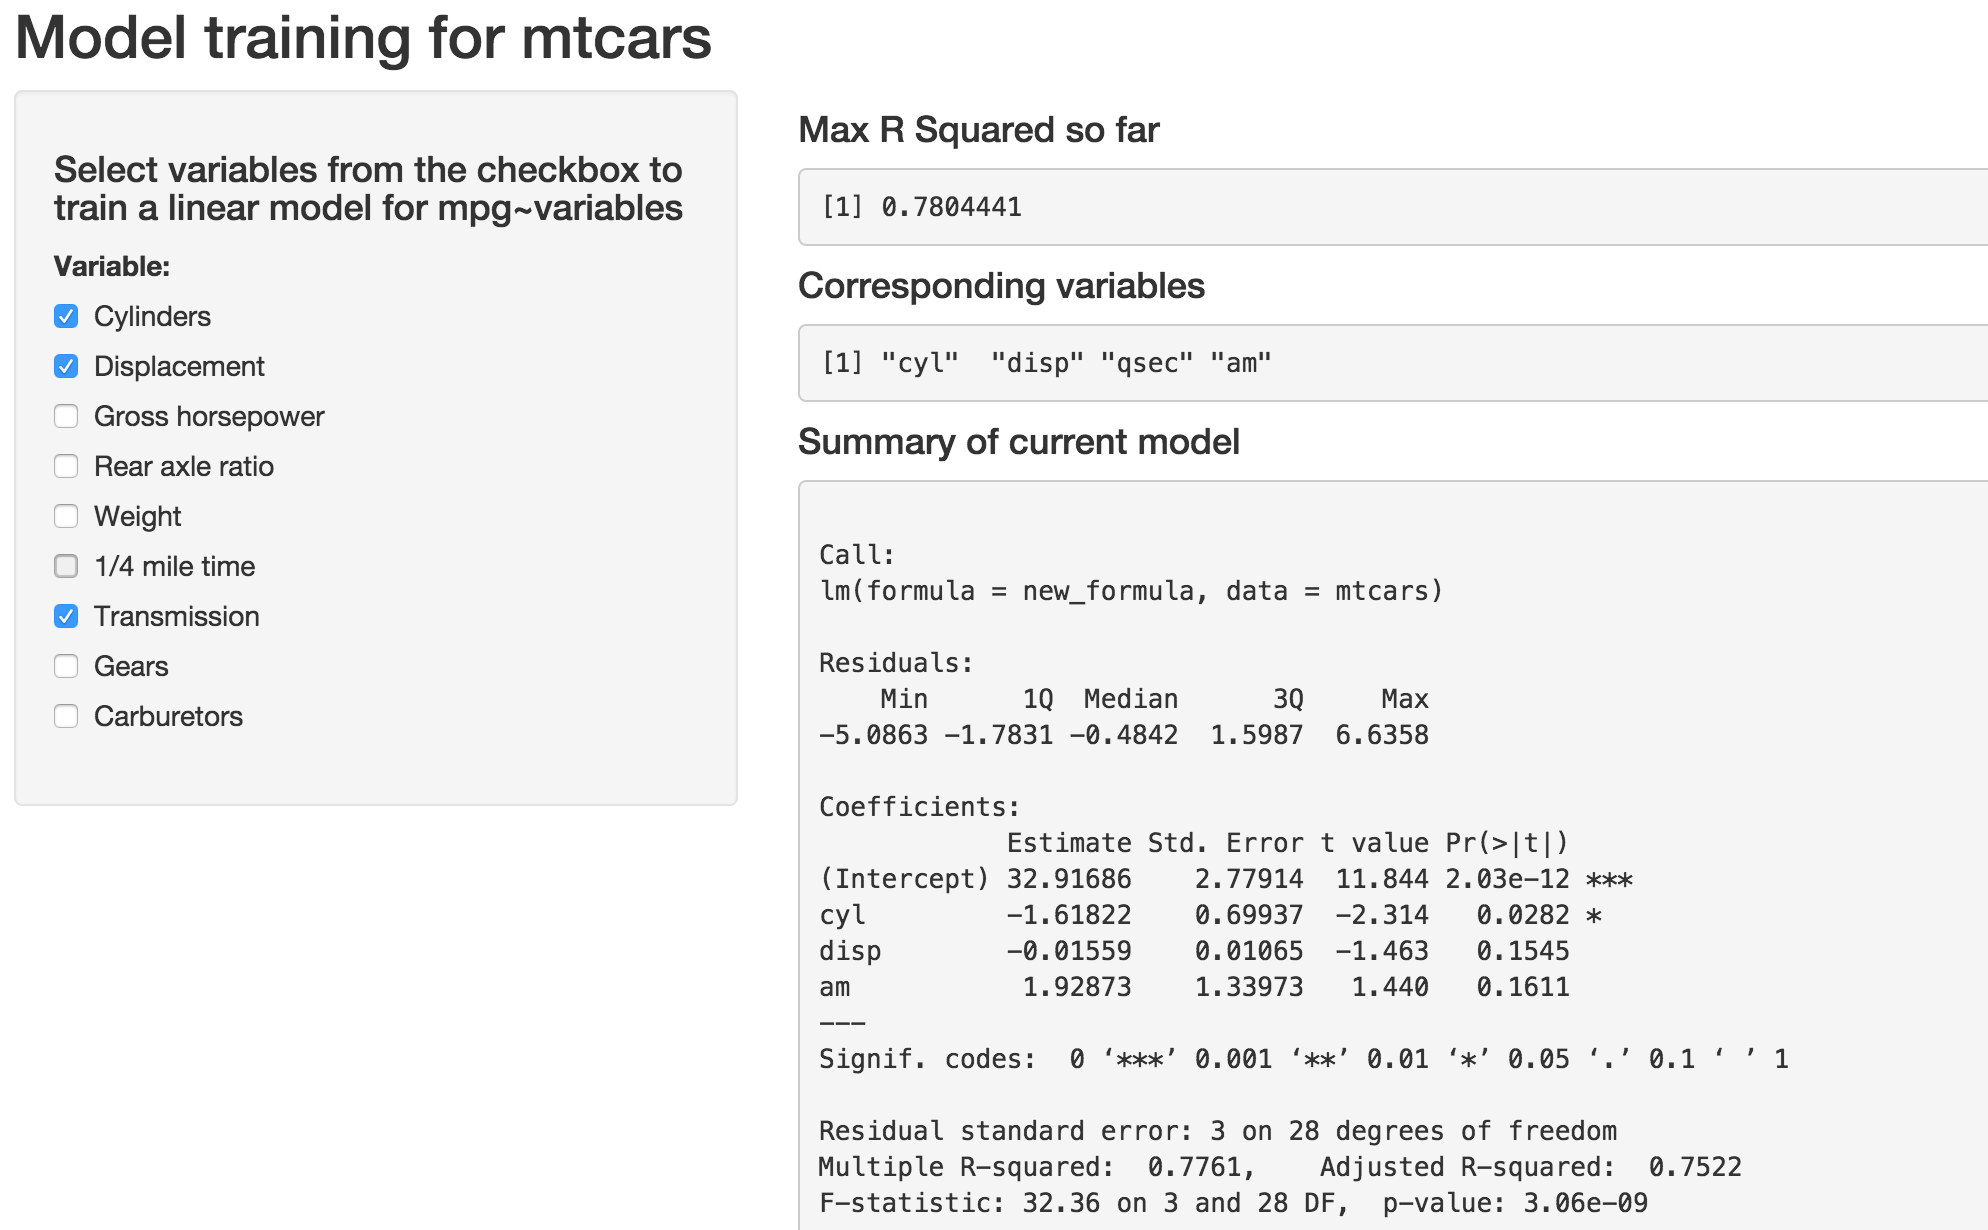 Model training for mtcars
Select variables from the checkbox to
train a linear model for mpg~variables
Variable:
Cylinders
Displacement
Gross horsepower
Rear axle ratio
Weight
1/4 mile time
Transmission
Gears
Carburetors
Max R Squared so far
[1] 0.7804441
Corresponding variables
[1] "cyl"  "disp" "qsec" "am"
Summary of current model
Call:
lm(formula = new_formula, data = mtcars)
Residuals:
    Min      1Q  Median      3Q     Max
-5.0863 -1.7831 -0.4842  1.5987  6.6358
Coefficients:
            Estimate Std. Error t value Pr(>|t|)
(Intercept) 32.91686    2.77914  11.844 2.03e-12 ***
cyl         -1.61822    0.69937  -2.314   0.0282 *
disp        -0.01559    0.01065  -1.463   0.1545
am           1.92873    1.33973   1.440   0.1611
---
Signif. codes:  0 ‘***’ 0.001 ‘**’ 0.01 ‘*’ 0.05 ‘.’ 0.1 ‘ ’ 1
Residual standard error: 3 on 28 degrees of freedom
Multiple R-squared:  0.7761,    Adjusted R-squared:  0.7522
F-statistic: 32.36 on 3 and 28 DF,  p-value: 3.06e-09